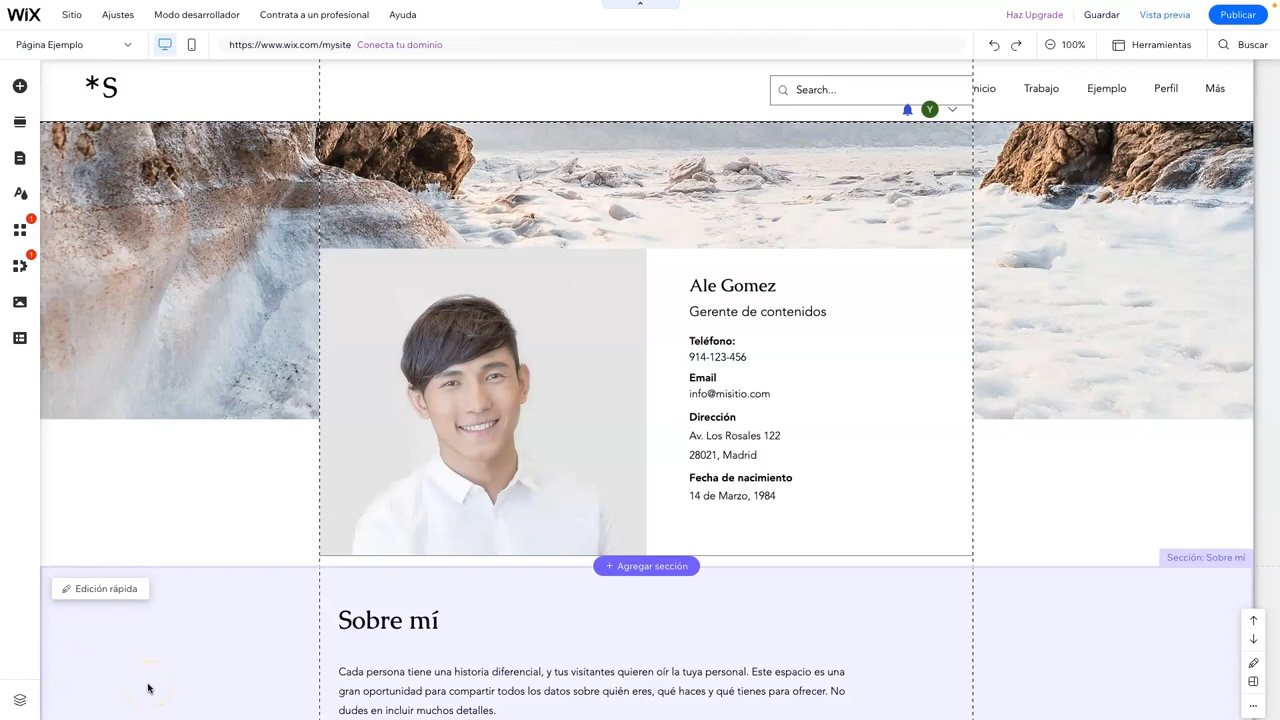 WiX
Sitio
Ajustes
Modo desarrollador
Contrata a un profesional
Ayuda
Haz Upgrade
Guardar
Vista previa
Publicar
Página Ejemplo
https://www.wix.com/mysite
Conecta tu dominio
100%
Herramientas
Buscar
*S
Search...
nicio
Trabajo
Ejemplo
Perfil
Más
Y
1
1
Ale Gomez
Gerente de contenidos
Teléfono:
914-123-456
Email
info@misitio.com
Dirección
Av. Los Rosales 122
28021, Madrid
Fecha de nacimiento
14 de Marzo, 1984
+ Agregar sección
Sección: Sobre mí
Edición rápida
Sobre mí
Cada persona tiene una historia diferencial, y tus visitantes quieren oír la tuya personal. Este espacio es una
gran oportunidad para compartir todos los datos sobre quién eres, qué haces y qué tienes para ofrecer. No
dudes en incluir muchos detalles.